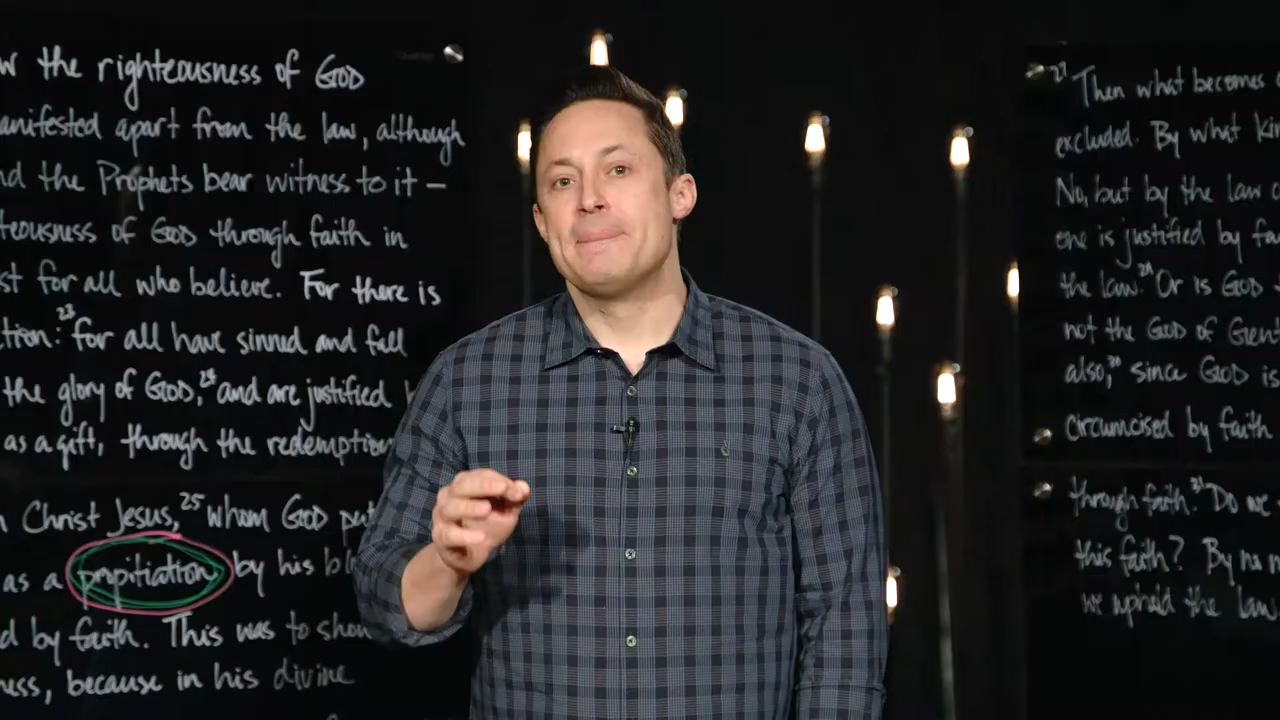 the righteousness of GOD
anifested apart from the law, although
nd the Prophets bear witness to it –
teousness of GOD through faith in
st for all who believe. For there is
ction: 23 for all have sinned and fall
the glory of GOD, 24 and are justified
as a gift, through the redemption
Christ Jesus, 25 whom GOD put
as a propitiation by his bl
d by faith. This was to show
ness, because in his divine
27 Then what becomes
excluded. By what kin
No, but by the law
one is justified by fai
the law. 29 Or is GOD
not the GOD of Gent
also, 30 since GOD is
circumcised by faith
through faith. 31 Do we
this faith? By no
we uphold the law